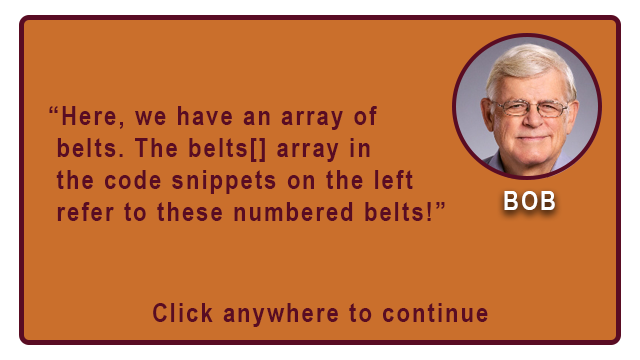 “Here, we have an array of
belts. The belts[] array in
the code snippets on the left
refer to these numbered belts!”
BOB
Click anywhere to continue